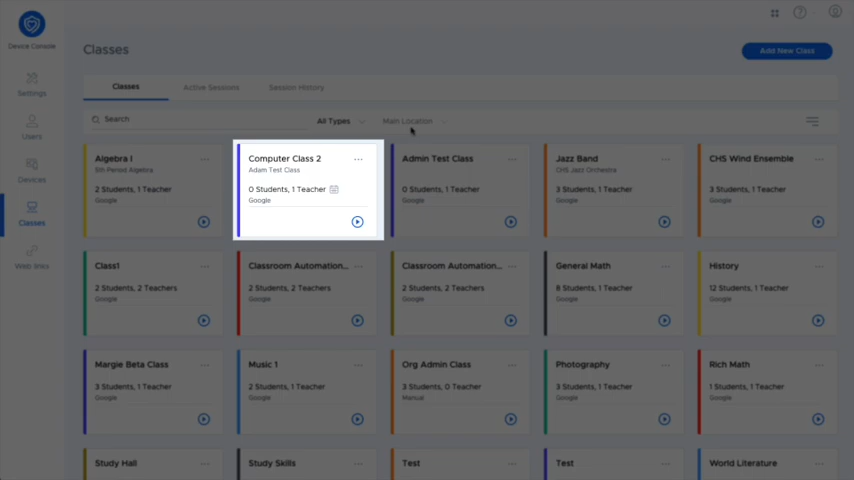 Device Console
Settings
Users
Devices
Classes
Web links
Classes
Add New Class
Classes
Active Sessions
Session History
Search
All Types
Main Location
Algebra I
5th Period Algebra
2 Students, 1 Teacher
Google
Computer Class 2
Adam Test Class
0 Students, 1 Teacher
Google
Admin Test Class
0 Students, 1 Teacher
Google
Jazz Band
CHS Jazz Orchestra
3 Students, 1 Teacher
Google
CHS Wind Ensemble
3 Students, 1 Teacher
Google
Class1
2 Students, 2 Teachers
Google
Classroom Automation...
2 Students, 2 Teachers
Google
Classroom Automation...
2 Students, 2 Teachers
Google
General Math
8 Students, 1 Teacher
Google
History
12 Students, 1 Teacher
Google
Margie Beta Class
3 Students, 1 Teacher
Google
Music 1
2 Students, 1 Teacher
Google
Org Admin Class
3 Students, 0 Teacher
Manual
Photography
3 Students, 1 Teacher
Google
Rich Math
1 Students, 1 Teacher
Google
Study Hall
Study Skills
Test
Test
World Literature